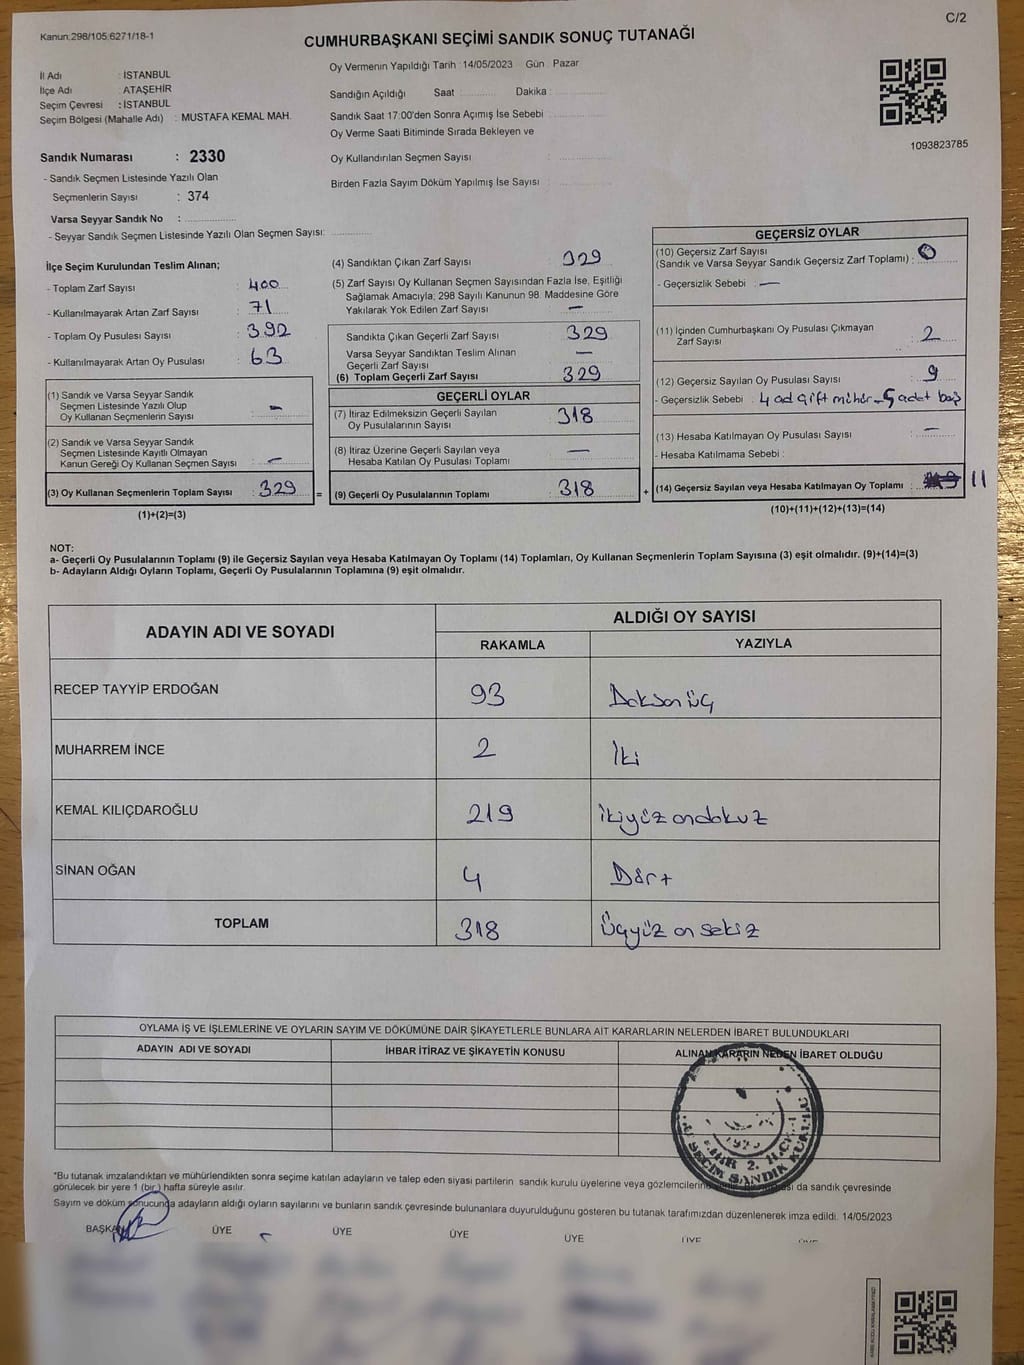 C/2
Kanun:298/105.6271/18-1
CUMHURBAŞKANI SEÇİMİ SANDIK SONUÇ TUTANAĞI
İl Adı : İSTANBUL
İlçe Adı : ATAŞEHİR
Seçim Çevresi : İSTANBUL
Seçim Bölgesi (Mahalle Adı) : MUSTAFA KEMAL MAH.
Sandık Numarası : 2330
- Sandık Seçmen Listesinde Yazılı Olan
Seçmenlerin Sayısı : 374
Varsa Seyyar Sandık No :
- Seyyar Sandık Seçmen Listesinde Yazılı Olan Seçmen Sayısı:
Oy Vermenin Yapıldığı Tarih : 14/05/2023 Gün : Pazar
Sandığın Açıldığı Saat Dakika :
Sandık Saat 17:00'den Sonra Açımış İse Sebebi
Oy Verme Saati Bitiminde Sırada Bekleyen ve
Oy Kullandırılan Seçmen Sayısı :
Birden Fazla Sayım Döküm Yapılmış İse Sayısı :
1093823785
İlçe Seçim Kurulundan Teslim Alınan;
- Toplam Zarf Sayısı : 400
- Kullanılmayarak Artan Zarf Sayısı : 71
- Toplam Oy Pusulası Sayısı : 392
- Kullanılmayarak Artan Oy Pusulası : 63
(1) Sandık ve Varsa Seyyar Sandık
Seçmen Listesinde Yazılı Olup
Oy Kullanan Seçmenlerin Sayısı : -
(2) Sandık ve Varsa Seyyar Sandık
Seçmen Listesinde Kayıtlı Olmayan
Kanun Gereği Oy Kullanan Seçmen Sayısı : -
(3) Oy Kullanan Seçmenlerin Toplam Sayısı : 329 =
(1)+(2)=(3)
(4) Sandıktan Çıkan Zarf Sayısı : 329
(5) Zarf Sayısı Oy Kullanan Seçmen Sayısından Fazla İse, Eşitliği
Sağlamak Amacıyla; 298 Sayılı Kanunun 98. Maddesine Göre
Yakılarak Yok Edilen Zarf Sayısı : -
Sandıkta Çıkan Geçerli Zarf Sayısı : 329
Varsa Seyyar Sandıktan Teslim Alınan
Geçerli Zarf Sayısı : -
(6) Toplam Geçerli Zarf Sayısı : 329
GEÇERLİ OYLAR
(7) İtiraz Edilmeksizin Geçerli Sayılan
Oy Pusulalarının Sayısı : 318
(8) İtiraz Üzerine Geçerli Sayılan veya
Hesaba Katılan Oy Pusulası Toplamı : -
(9) Geçerli Oy Pusulalarının Toplamı : 318 +
GEÇERSİZ OYLAR
(10) Geçersiz Zarf Sayısı
(Sandık ve Varsa Seyyar Sandık Geçersiz Zarf Toplamı) : 0
- Geçersizlik Sebebi : -
(11) İçinden Cumhurbaşkanı Oy Pusulası Çıkmayan
Zarf Sayısı : 2
(12) Geçersiz Sayılan Oy Pusulası Sayısı : 9
- Geçersizlik Sebebi : 4 ad çift mühür - 5 adet boş
(13) Hesaba Katılmayan Oy Pusulası Sayısı : -
- Hesaba Katılmama Sebebi :
(14) Geçersiz Sayılan veya Hesaba Katılmayan Oy Toplamı : 11
(10)+(11)+(12)+(13)=(14)
NOT:
a- Geçerli Oy Pusulalarının Toplamı (9) ile Geçersiz Sayılan veya Hesaba Katılmayan Oy Toplamı (14) Toplamları, Oy Kullanan Seçmenlerin Toplam Sayısına (3) eşit olmalıdır. (9)+(14)=(3)
b- Adayların Aldığı Oyların Toplamı, Geçerli Oy Pusulalarının Toplamına (9) eşit olmalıdır.
ADAYIN ADI VE SOYADI ALDIĞI OY SAYISI
RAKAMLA YAZIYLA
RECEP TAYYİP ERDOĞAN 93 Doksan üç
MUHARREM İNCE 2 İki
KEMAL KILIÇDAROĞLU 219 İkiyüz ondokuz
SİNAN OĞAN 4 Dört
TOPLAM 318 Üçyüz on sekiz
OYLAMA İŞ VE İŞLEMLERİNE VE OYLARIN SAYIM VE DÖKÜMÜNE DAİR ŞİKAYETLERLE BUNLARA AİT KARARLARIN NELERDEN İBARET BULUNDUKLARI
ADAYIN ADI VE SOYADI İHBAR İTİRAZ VE ŞİKAYETİN KONUSU ALINAN KARARIN NEDEN İBARET OLDUĞU
*Bu tutanak imzalandıktan ve mühürlendikten sonra seçime katılan adayların ve talep eden siyasi partilerin sandık kurulu üyelerine veya gözlemcilerine da sandık çevresinde
görülecek bir yere 1 (bir) hafta süreyle asılır.
Sayım ve döküm sonucunda adayların aldığı oyların sayılarını ve bunların sandık çevresinde bulunanlara duyurulduğunu gösteren bu tutanak tarafımızdan düzenlenerek imza edildi. 14/05/2023
BAŞKAN ÜYE ÜYE ÜYE ÜYE ÜYE ÜYE